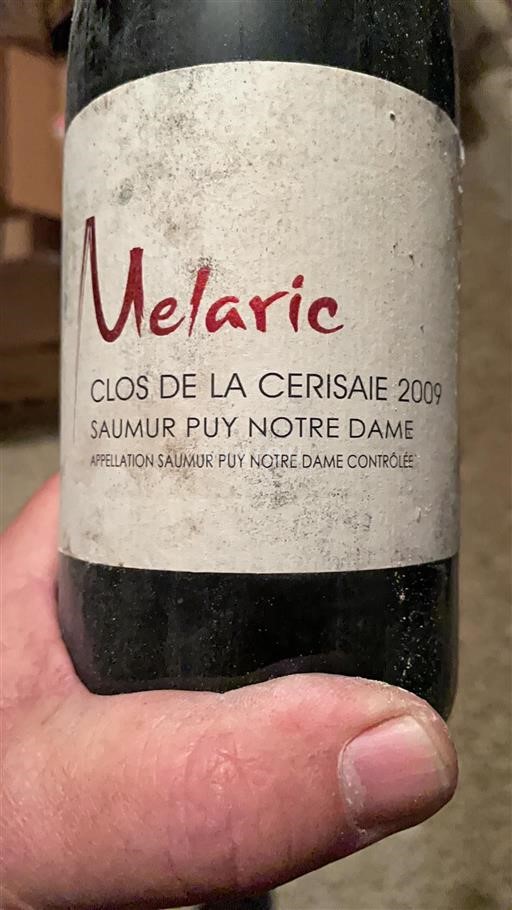 Melaric
CLOS DE LA CERISAIE 2009
SAUMUR PUY NOTRE DAME
APPELLATION SAUMUR PUY NOTRE DAME CONTRÔLÉE